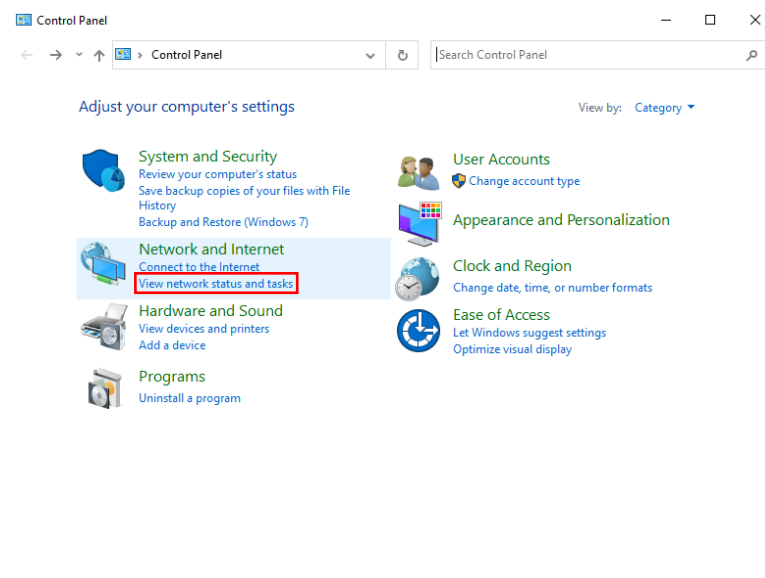 Control Panel
Control Panel
Search Control Panel
Adjust your computer's settings
View by: Category
System and Security
Review your computer's status
Save backup copies of your files with File
History
Backup and Restore (Windows 7)
Network and Internet
Connect to the Internet
View network status and tasks
Hardware and Sound
View devices and printers
Add a device
Programs
Uninstall a program
User Accounts
Change account type
Appearance and Personalization
Clock and Region
Change date, time, or number formats
Ease of Access
Let Windows suggest settings
Optimize visual display